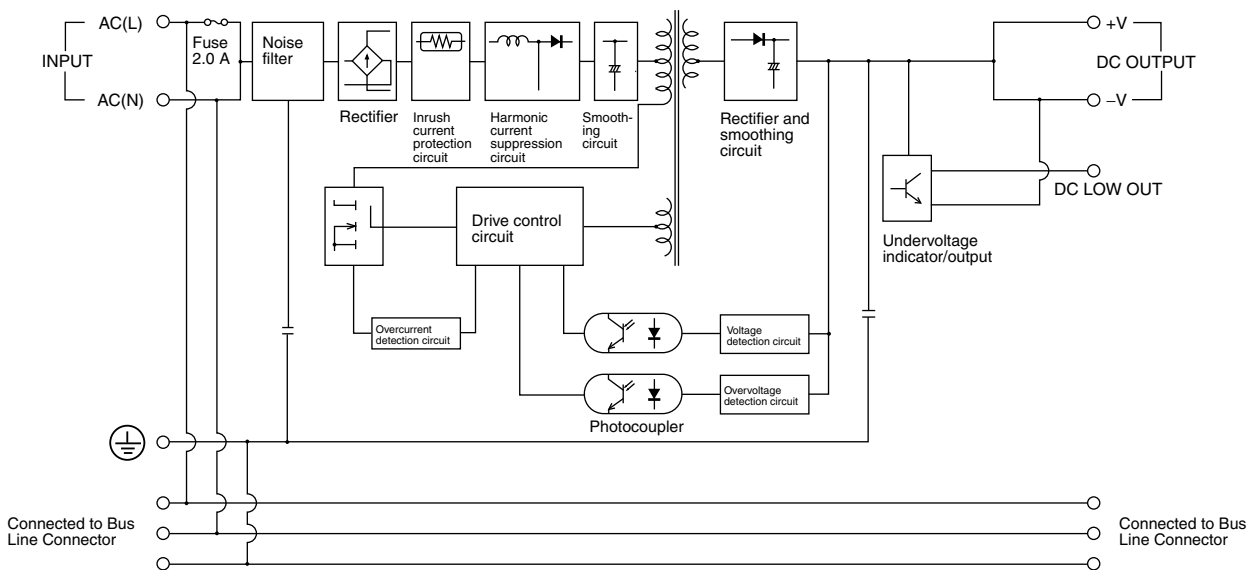 AC(L)
INPUT
AC(N)
Fuse
2.0 A
Noise
filter
Rectifier
Inrush
current
protection
circuit
Harmonic
current
suppression
circuit
Smooth-
ing
circuit
Rectifier and
smoothing
circuit
+V
DC OUTPUT
–V
DC LOW OUT
Undervoltage
indicator/output
Drive control
circuit
Overcurrent
detection circuit
Voltage
detection circuit
Overvoltage
detection circuit
Photocoupler
Connected to Bus
Line Connector
Connected to Bus
Line Connector